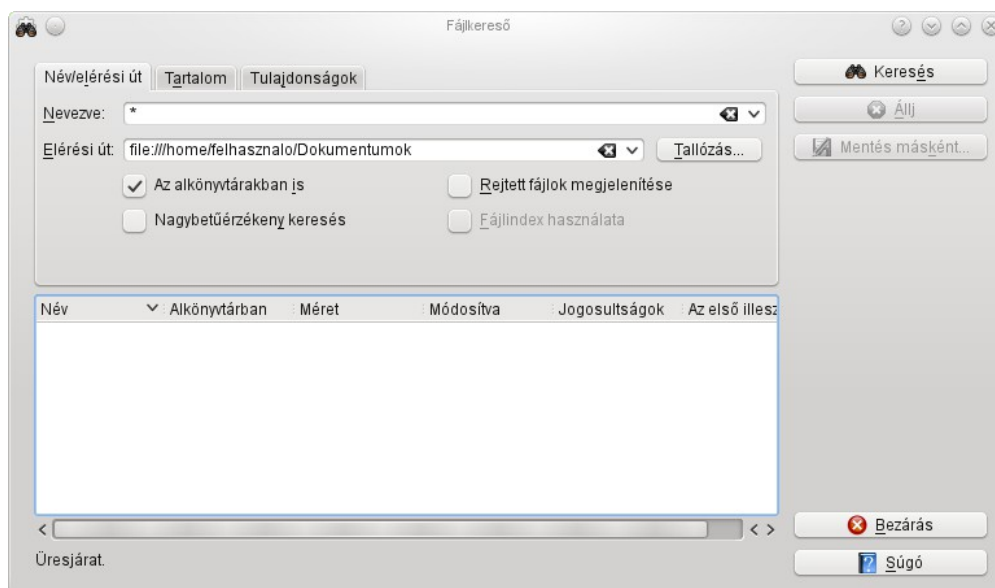 Fájlkereső
Név/elérési út Tartalom Tulajdonságok
Nevezve: *
Elérési út: file:///home/felhasznalo/Dokumentumok Tallózás...
Az alkönyvtárakban is Rejtett fájlok megjelenítése
Nagybetűérzékeny keresés Fájlindex használata
Keresés
Állj
Mentés másként...
Név Alkönyvtárban Méret Módosítva Jogosultságok Az első illesz
Üresjárat.
Bezárás
Súgó